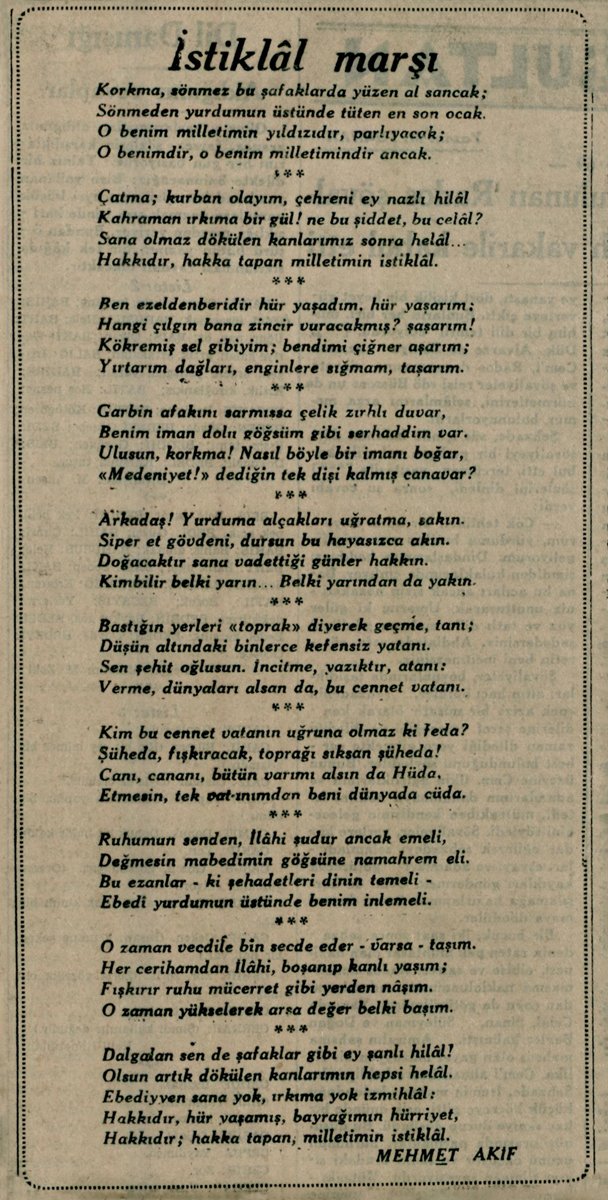 İstiklâl marşı
Korkma, sönmez bu şafaklarda yüzen al sancak;
Sönmeden yurdumun üstünde tüten en son ocak.
O benim milletimin yıldızıdır, parlıyacak;
O benimdir, o benim milletimindir ancak.
***
Çatma; kurban olayım, çehreni ey nazlı hilâl
Kahraman ırkıma bir gül! ne bu şiddet, bu celâl?
Sana olmaz dökülen kanlarımız sonra helâl...
Hakkıdır, hakka tapan milletimin istiklâl.
***
Ben ezeldenberidir hür yaşadım, hür yaşarım;
Hangi çılgın bana zincir vuracakmış? şaşarım!
Kökremiş sel gibiyim; bendimi çiğner aşarım;
Yırtarım dağları, enginlere sığmam, taşarım.
***
Garbin afakını sarmıssa çelik zırhlı duvar,
Benim iman dolu göğsüm gibi serhaddim var.
Ulusun, korkma! Nasıl böyle bir imanı boğar,
«Medeniyet!» dediğin tek dişi kalmış canavar?
***
Arkadaş! Yurduma alçakları uğratma, sakın.
Siper et gövdeni, dursun bu hayasızca akın.
Doğacaktır sana vadettiği günler hakkın.
Kimbilir belki yarın... Belki yarından da yakın.
***
Bastığın yerleri «toprak» diyerek geçme, tanı;
Düşün altındaki binlerce kefensiz yatanı.
Sen şehit oğlusun. İncitme, yazıktır, atanı:
Verme, dünyaları alsan da, bu cennet vatanı.
***
Kim bu cennet vatanın uğruna olmaz ki feda?
Şüheda, fışkıracak, toprağı sıksan şüheda!
Canı, cananı, bütün varımı alsın da Hüda,
Etmesin, tek vatanımdan beni dünyada cüda.
***
Ruhumun senden, İlâhi şudur ancak emeli,
Değmesin mabedimin göğsüne namahrem eli.
Bu ezanlar - ki şehadetleri dinin temeli -
Ebedî yurdumun üstünde benim inlemeli.
***
O zaman vecdile bin secde eder - varsa - taşım.
Her cerihamdan İlâhi, boşanıp kanlı yaşım;
Fışkırır ruhu mücerret gibi yerden nâşım.
O zaman yükselerek arşa değer belki başım.
***
Dalgalan sen de şafaklar gibi ey şanlı hilâl!
Olsun artık dökülen kanlarımın hepsi helâl.
Ebediyyen sana yok, ırkıma yok izmihlâl:
Hakkıdır, hür yaşamış, bayrağımın hürriyet,
Hakkıdır; hakka tapan, milletimin istiklâl.
MEHMET AKİF